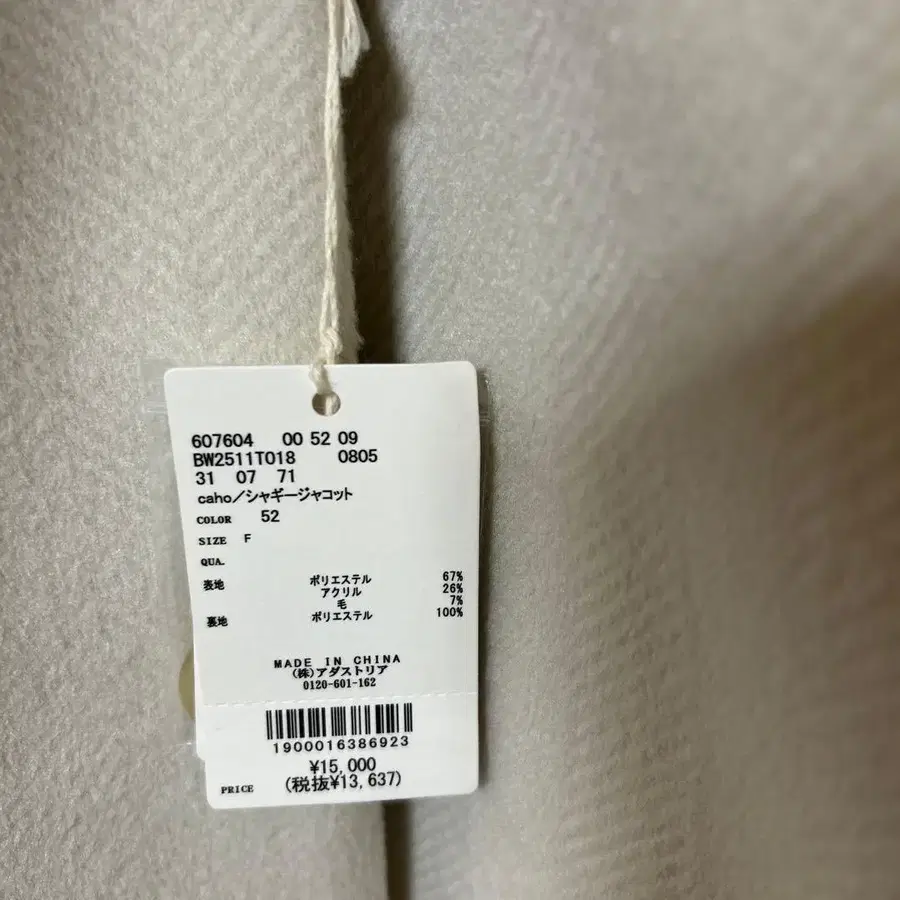 607604 00 52 09
BW2511T018 0805
31 07 71
caho／シャギージャコット
COLOR 52
SIZE F
QUA.
表地 ポリエステル 67%
アクリル 26%
毛 7%
裏地 ポリエステル 100%
MADE IN CHINA
(株)アダストリア
0120-601-162
1900016386923
¥15,000
PRICE (税抜¥13,637)